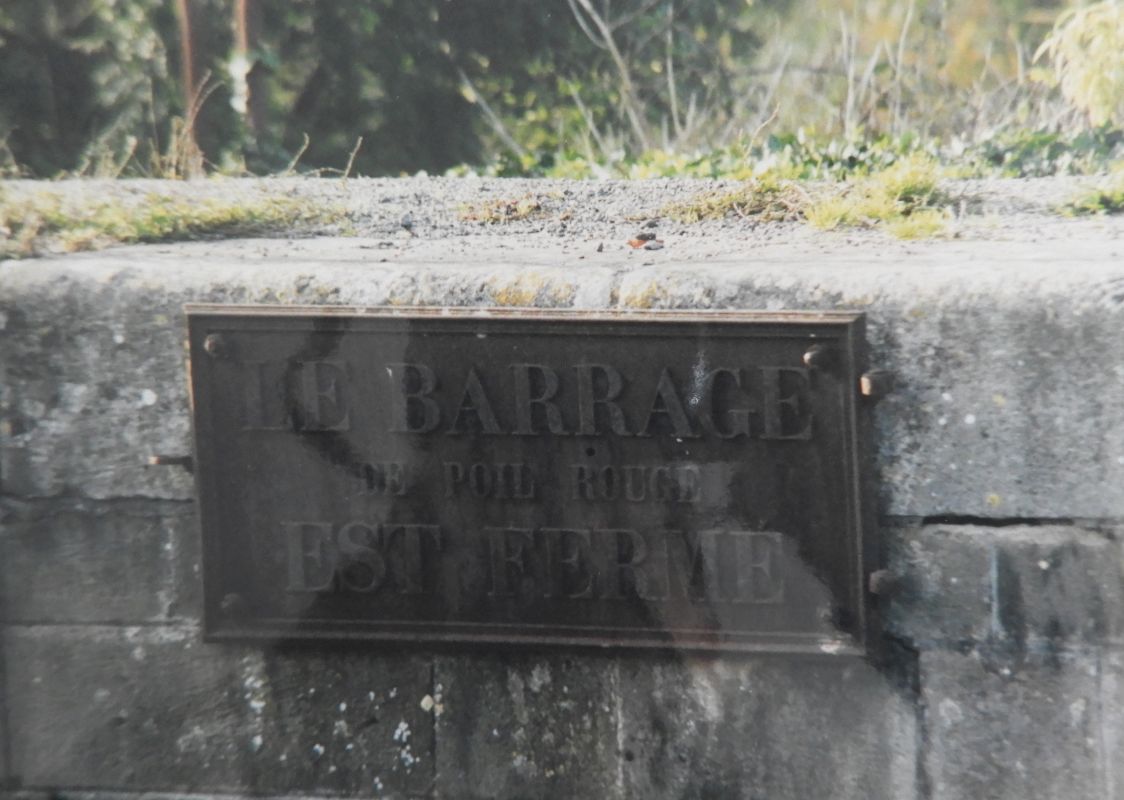 LE BARRAGE
DE POIL ROUGE
EST FERME